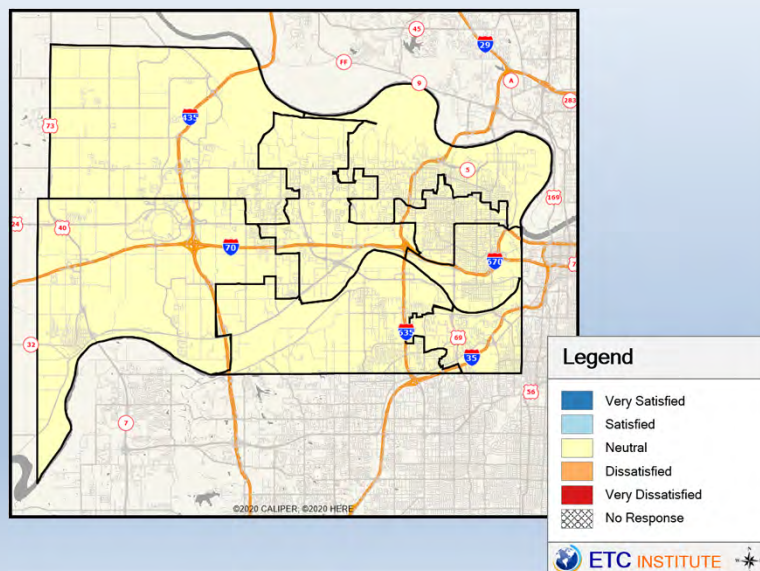 45
29
FF
A
9
283
435
73
5
169
24
40
70
670
7
635
69
32
35
56
7
©2020 CALIPER; ©2020 HERE
Legend
Very Satisfied
Satisfied
Neutral
Dissatisfied
Very Dissatisfied
No Response
ETC INSTITUTE
N
W
E
S